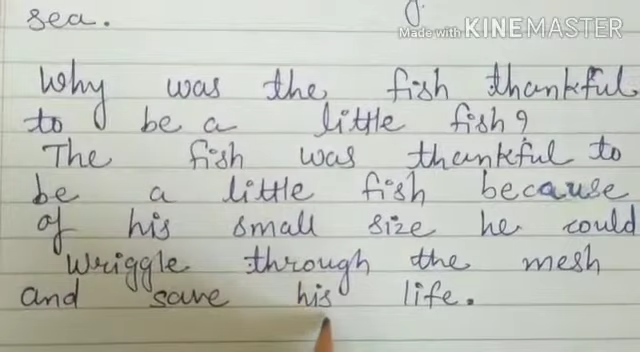 sea.
Made with KINEMASTER
Why was the fish thankful
to be a little fish?
The fish was thankful to
be a little fish because
of his small size he could
wriggle through the mesh
and save his life.